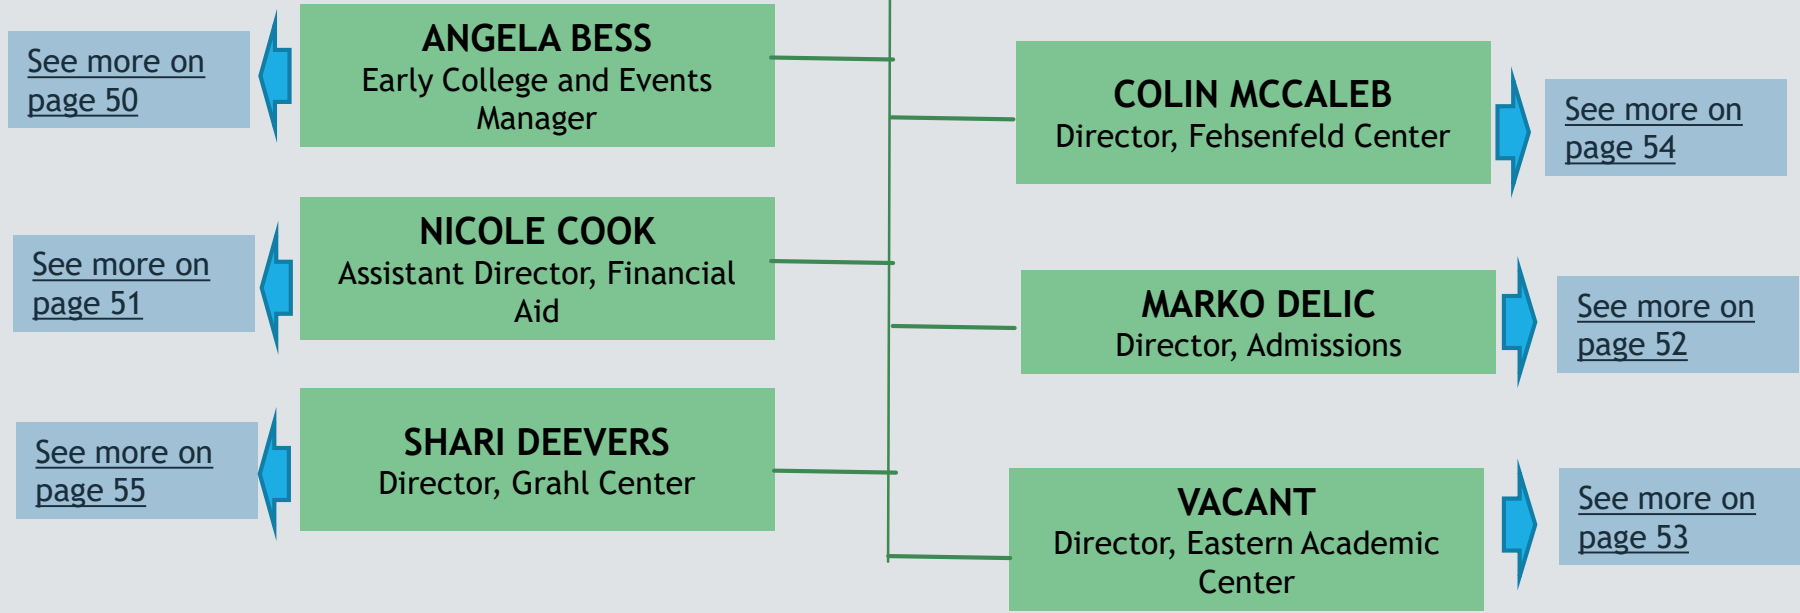 See more on
page 50
ANGELA BESS
Early College and Events
Manager
COLIN MCCALEB
Director, Fehsenfeld Center
See more on
page 54
See more on
page 51
NICOLE COOK
Assistant Director, Financial
Aid
MARKO DELIC
Director, Admissions
See more on
page 52
See more on
page 55
SHARI DEEVERS
Director, Grahl Center
VACANT
Director, Eastern Academic
Center
See more on
page 53